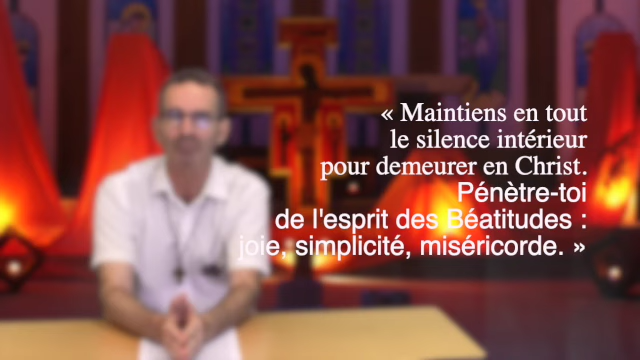 « Maintiens en tout
le silence intérieur
pour demeurer en Christ.
Pénètre-toi
de l'esprit des Béatitudes :
joie, simplicité, miséricorde. »